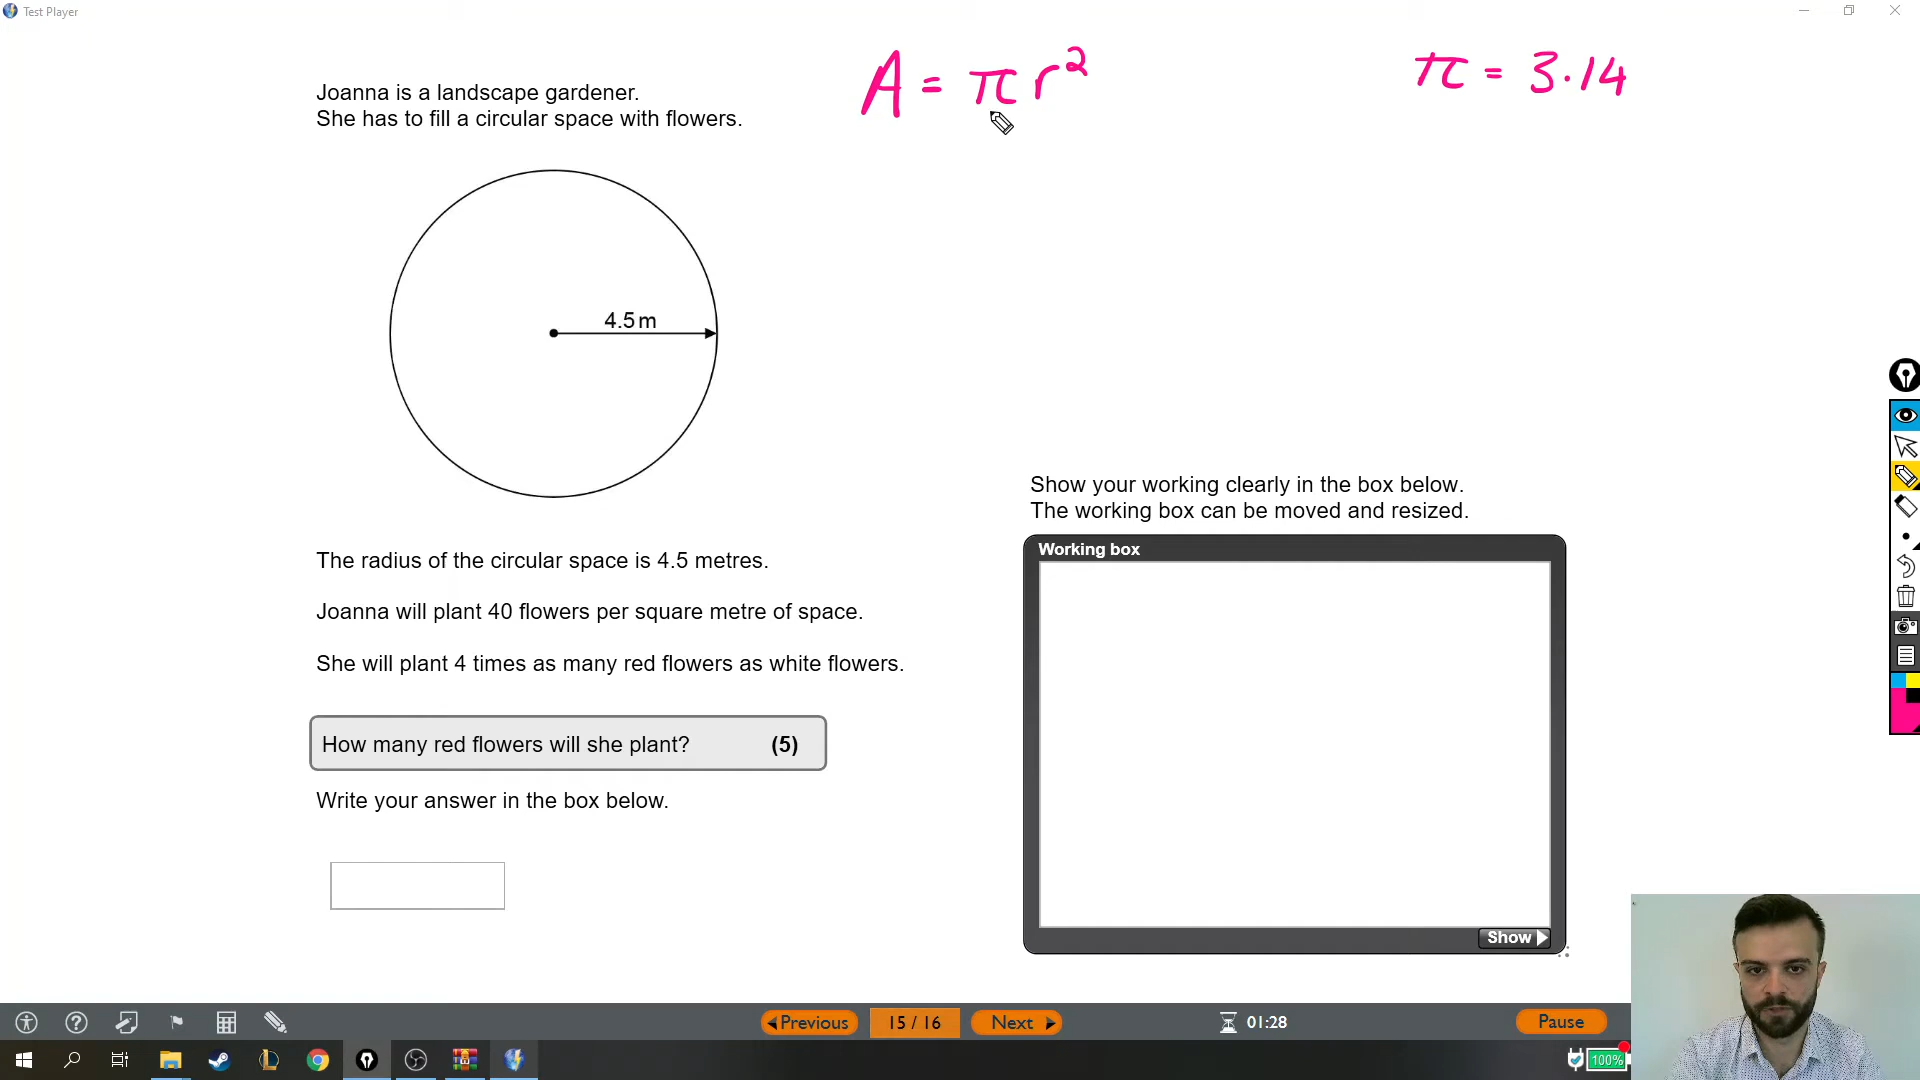 Test Player
A = πr²
π = 3.14
Joanna is a landscape gardener.
She has to fill a circular space with flowers.
4.5 m
Show your working clearly in the box below.
The working box can be moved and resized.
Working box
The radius of the circular space is 4.5 metres.
Joanna will plant 40 flowers per square metre of space.
She will plant 4 times as many red flowers as white flowers.
How many red flowers will she plant? (5)
Write your answer in the box below.
Show
Previous
15 / 16
Next
01:28
Pause
100%